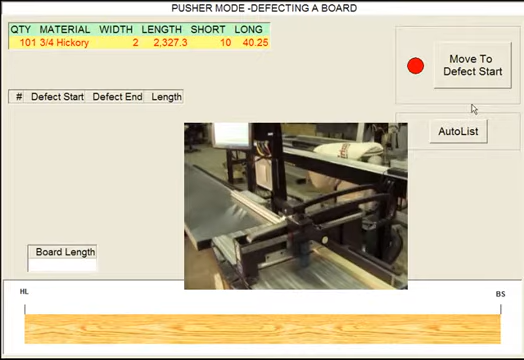 PUSHER MODE -DEFECTING A BOARD
QTY MATERIAL WIDTH LENGTH SHORT LONG
101 3/4 Hickory 2 2,327.3 10 40.25
Move To
Defect Start
# Defect Start Defect End Length
AutoList
Board Length
HL BS